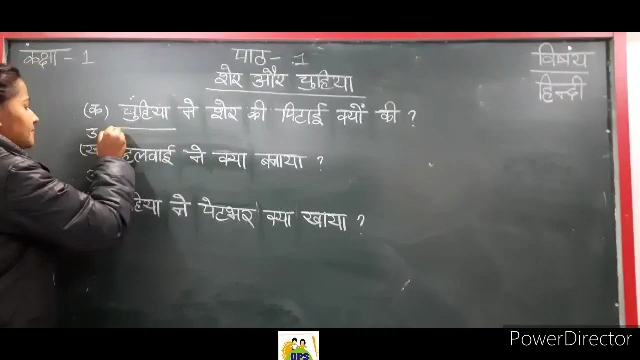 कक्षा - 1
पाठ - 1
विषय
हिन्दी
शेर और चुहिया
(क) चुहिया ने शेर की पिटाई क्यों की ?
उ
(ख) हलवाई ने क्या बनाया ?
ने पेटभर क्या खाया ?
PowerDirector